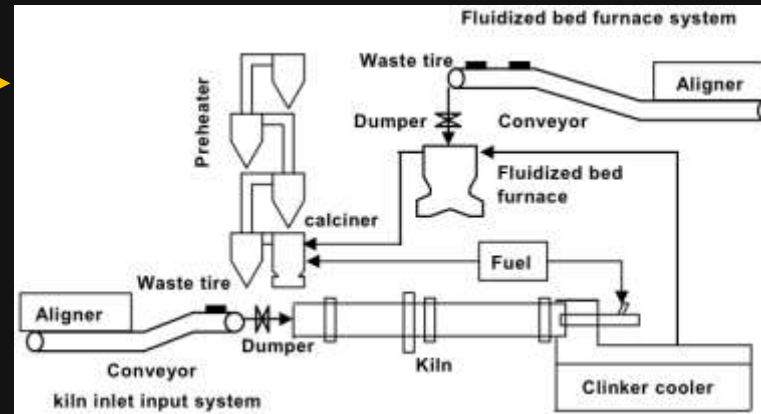 Fluidized bed furnace system
Waste tire
Aligner
Preheater
Dumper
Conveyor
Fluidized bed
furnace
calciner
Waste tire
Fuel
Aligner
Dumper
Kiln
Conveyor
Clinker cooler
kiln inlet input system